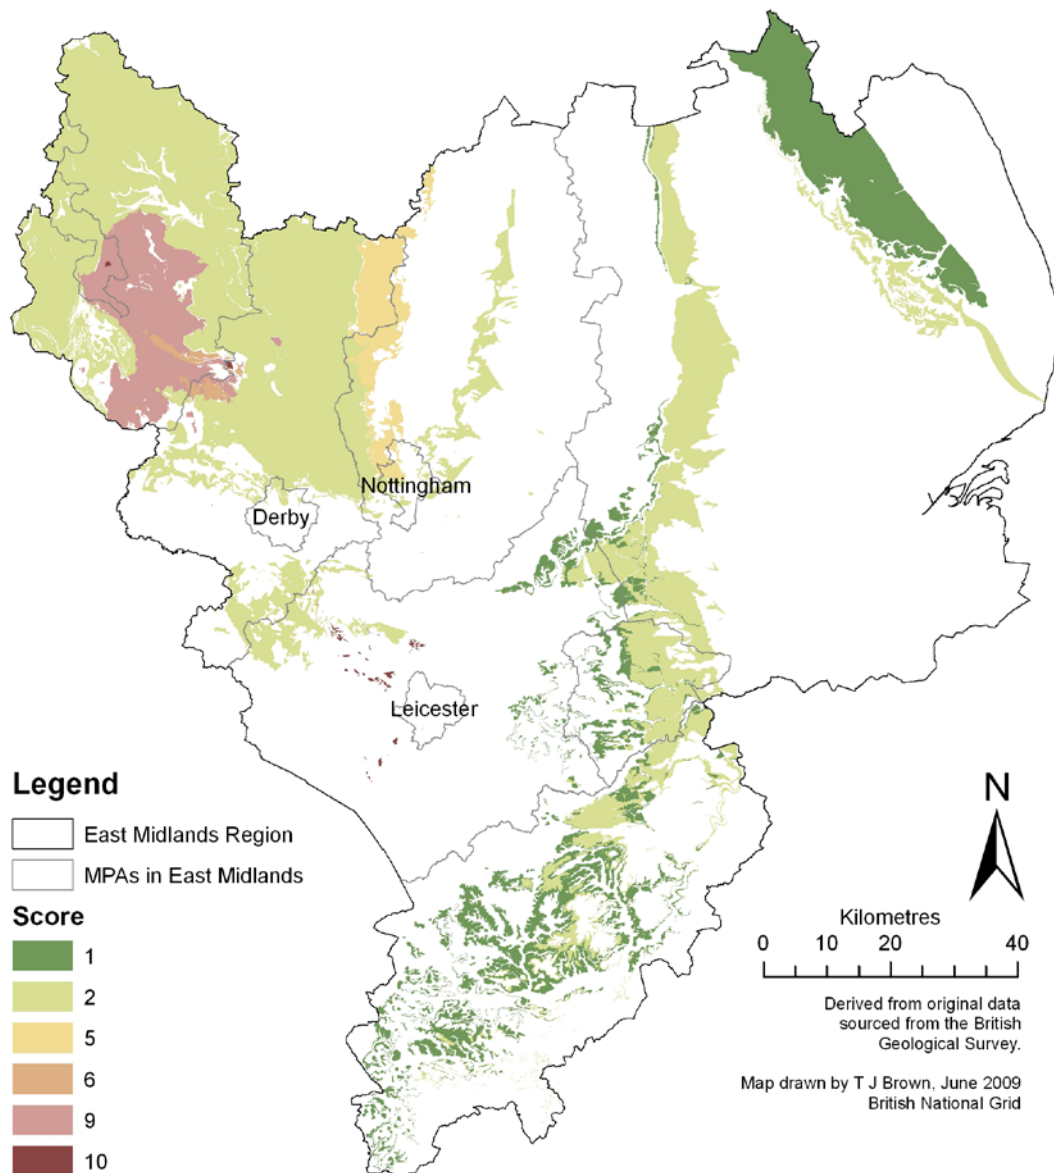 Nottingham
Derby
Leicester
Legend
East Midlands Region
MPAs in East Midlands
Score
1
2
5
6
9
10
N
Kilometres
0 10 20 40
Derived from original data
sourced from the British
Geological Survey.
Map drawn by T J Brown, June 2009
British National Grid